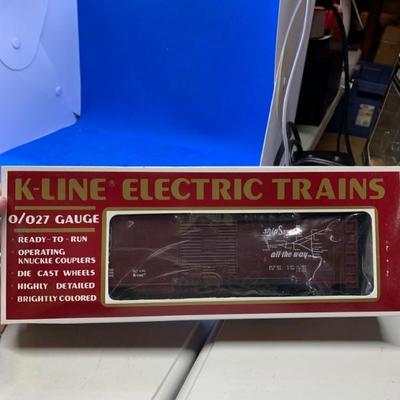 K-LINE® ELECTRIC TRAINS
O/027 GAUGE
· READY-TO-RUN
· OPERATING
KNUCKLE COUPLERS
· DIE CAST WHEELS
· HIGHLY DETAILED
· BRIGHTLY COLORED
ship
all the way